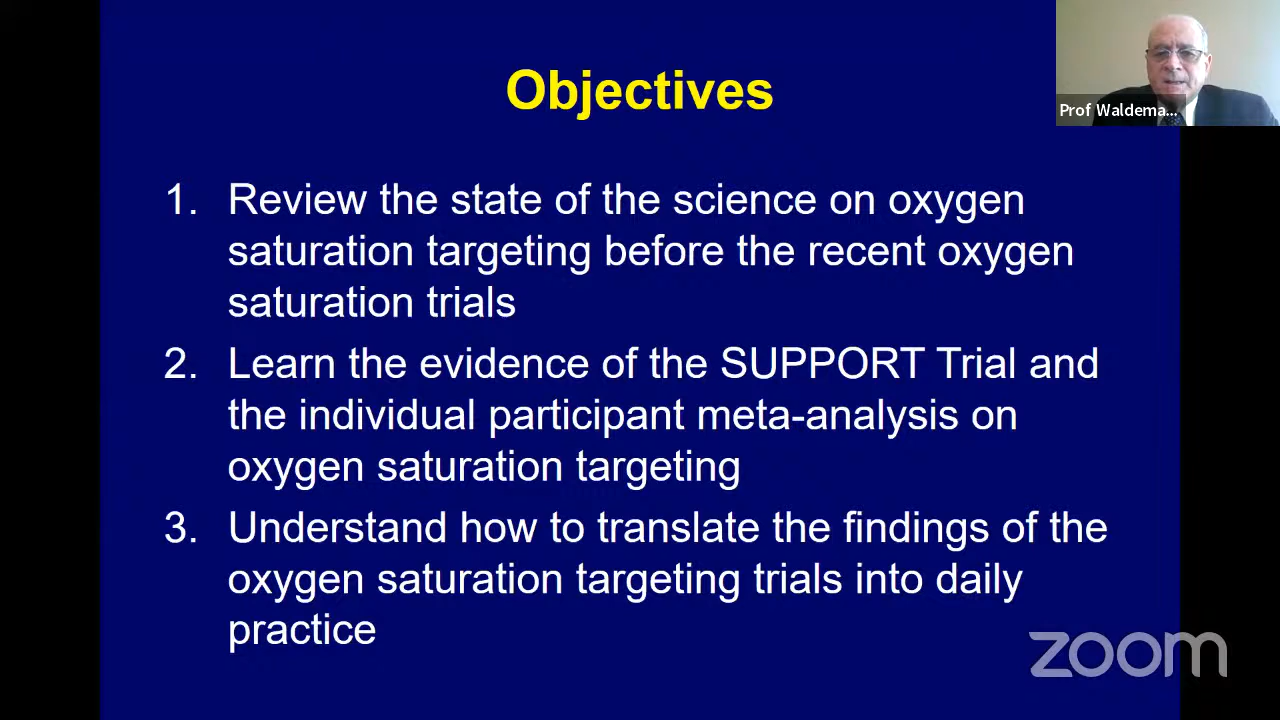 Objectives
Prof Waldema...
1. Review the state of the science on oxygen
saturation targeting before the recent oxygen
saturation trials
2. Learn the evidence of the SUPPORT Trial and
the individual participant meta-analysis on
oxygen saturation targeting
3. Understand how to translate the findings of the
oxygen saturation targeting trials into daily
practice
zoom